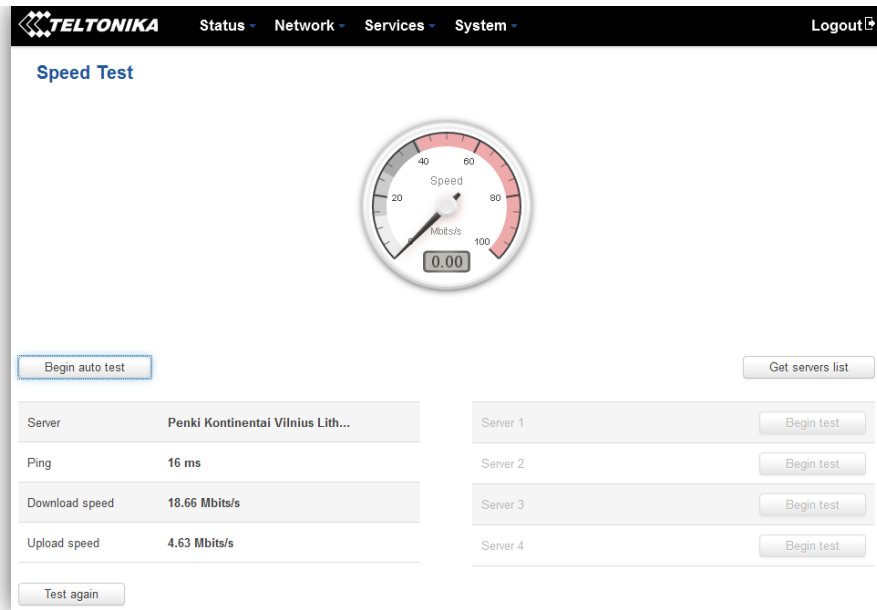 TELTONIKA Status Network Services System Logout
Speed Test
40 60
Speed
20 80
Mbits/s
0 100
0.00
Begin auto test Get servers list
Server Penki Kontinentai Vilnius Lith... Server 1 Begin test
Ping 16 ms Server 2 Begin test
Download speed 18.66 Mbits/s Server 3 Begin test
Upload speed 4.63 Mbits/s Server 4 Begin test
Test again